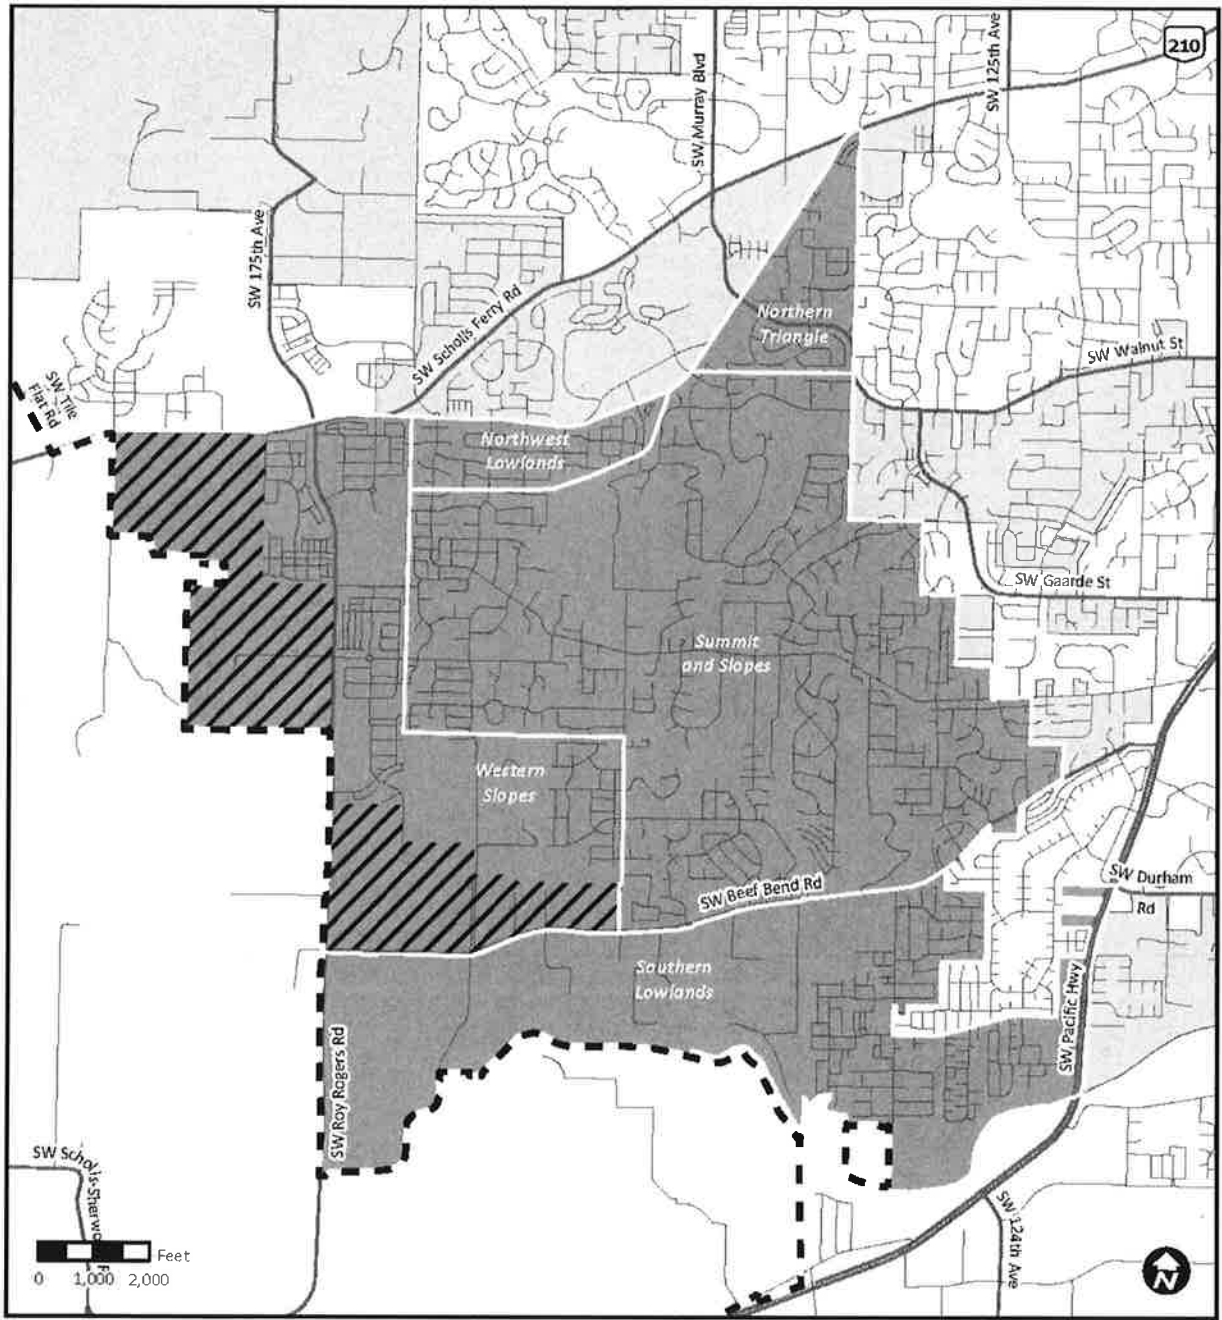 210
SW 125th Ave
SW Murray Blvd
SW 175th Ave
SW Scholls Ferry Rd
Northern
Triangle
SW Walnut St
SW Tile
Flat Rd
Northwest
Lowlands
SW Gaarde St
Summit
and Slopes
Western
Slopes
SW Beef Bend Rd
SW Durham
Rd
Southern
Lowlands
SW Pacific Hwy
SW Roy Rogers Rd
SW Scholls-Sherwo
SW 124th Ave
Feet
0 1,000 2,000
N